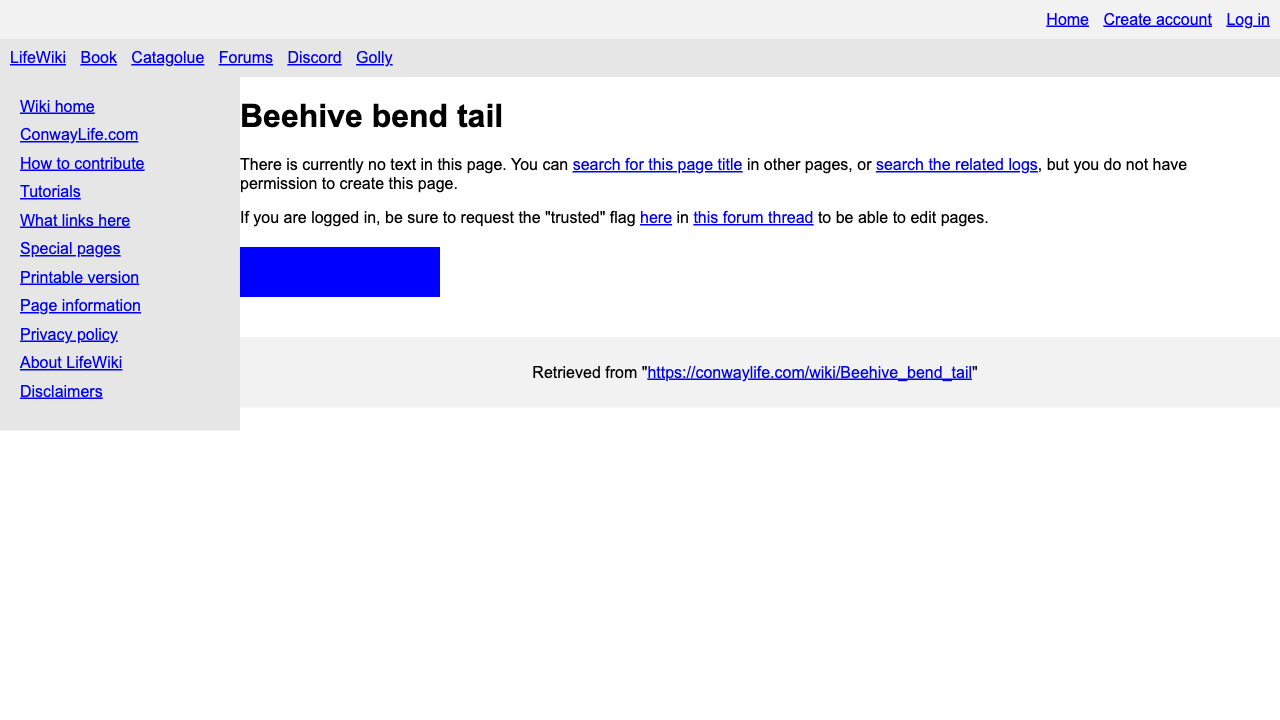 Home Create account Log in
LifeWiki Book Catagolue Forums Discord Golly
Wiki home
ConwayLife.com
How to contribute
Tutorials
What links here
Special pages
Printable version
Page information
Privacy policy
About LifeWiki
Disclaimers
Beehive bend tail
There is currently no text in this page. You can search for this page title in other pages, or search the related logs, but you do not have
permission to create this page.
If you are logged in, be sure to request the "trusted" flag here in this forum thread to be able to edit pages.
Retrieved from "https://conwaylife.com/wiki/Beehive_bend_tail"